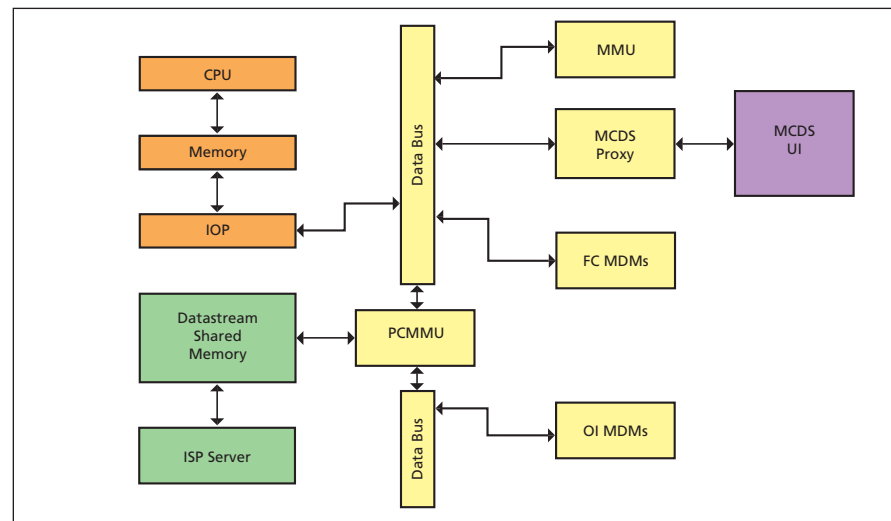 CPU
Memory
IOP
Datastream
Shared
Memory
ISP Server
Data Bus
PCMMU
Data Bus
MMU
MCDS
Proxy
MCDS
UI
FC MDMs
OI MDMs